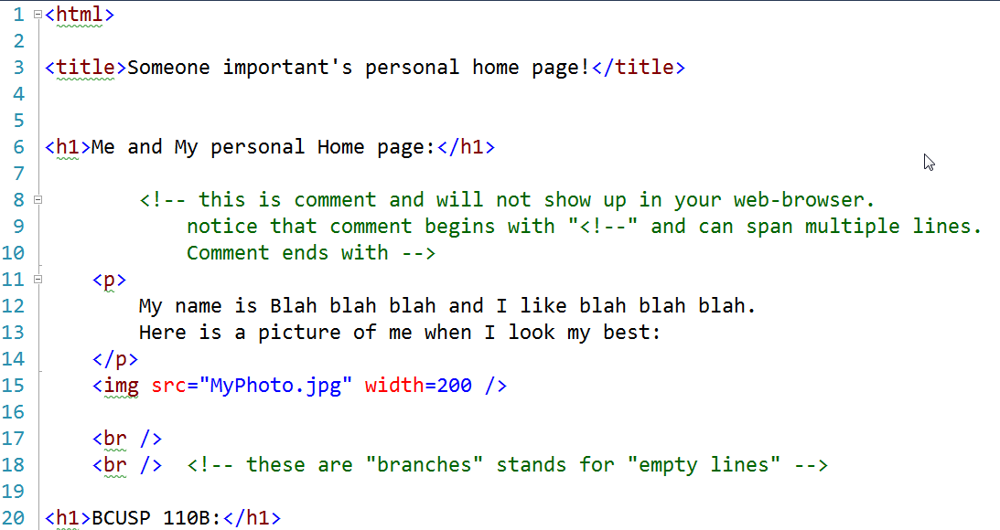 1 <html>
2
3 <title>Someone important's personal home page!</title>
4
5
6 <h1>Me and My personal Home page:</h1>
7
8 <!-- this is comment and will not show up in your web-browser.
9 notice that comment begins with "<!--" and can span multiple lines.
10 Comment ends with -->
11 <p>
12 My name is Blah blah blah and I like blah blah blah.
13 Here is a picture of me when I look my best:
14 </p>
15 <img src="MyPhoto.jpg" width=200 />
16
17 <br />
18 <br /> <!-- these are "branches" stands for "empty lines" -->
19
20 <h1>BCUSP 110B:</h1>